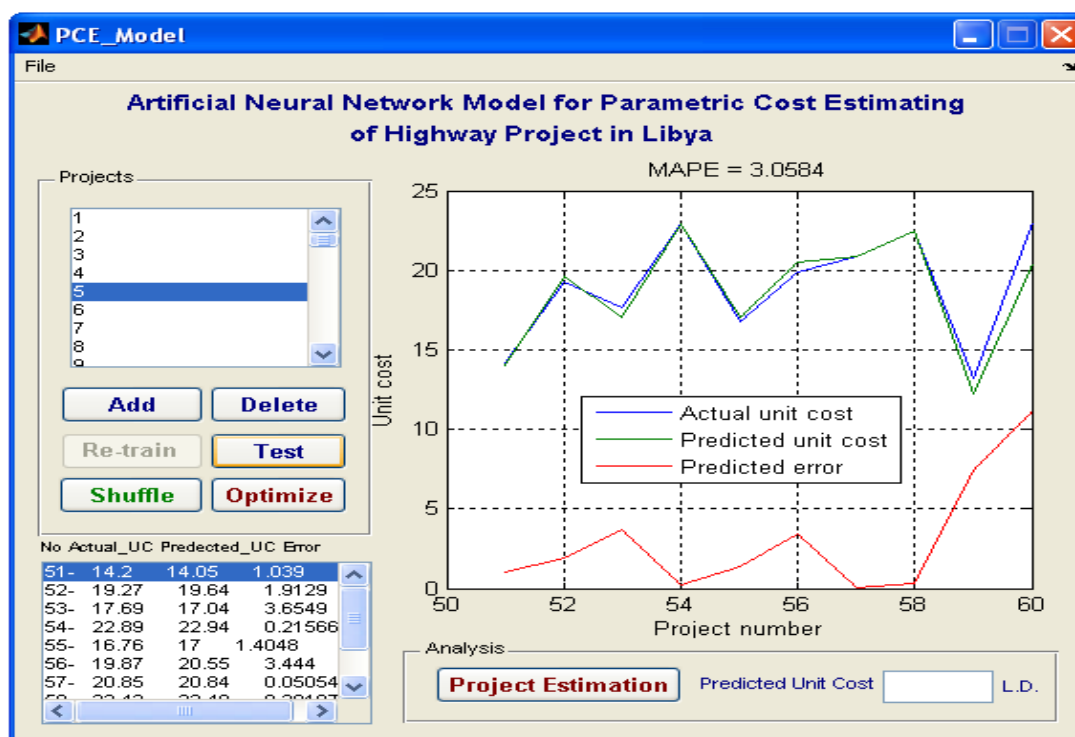 PCE_Model
File
Artificial Neural Network Model for Parametric Cost Estimating
of Highway Project in Libya
Projects
1
2
3
4
5
6
7
8
Add
Delete
Re-train
Test
Shuffle
Optimize
No Actual_UC Predected_UC Error
51- 14.2 14.05 1.039
52- 19.27 19.64 1.9129
53- 17.69 17.04 3.6549
54- 22.89 22.94 0.21566
55- 16.76 17 1.4048
56- 19.87 20.55 3.444
57- 20.85 20.84 0.05054
MAPE = 3.0584
25
20
15
10
5
0
Unit cost
Actual unit cost
Predicted unit cost
Predicted error
50 52 54 56 58 60
Project number
Analysis
Project Estimation
Predicted Unit Cost
L.D.